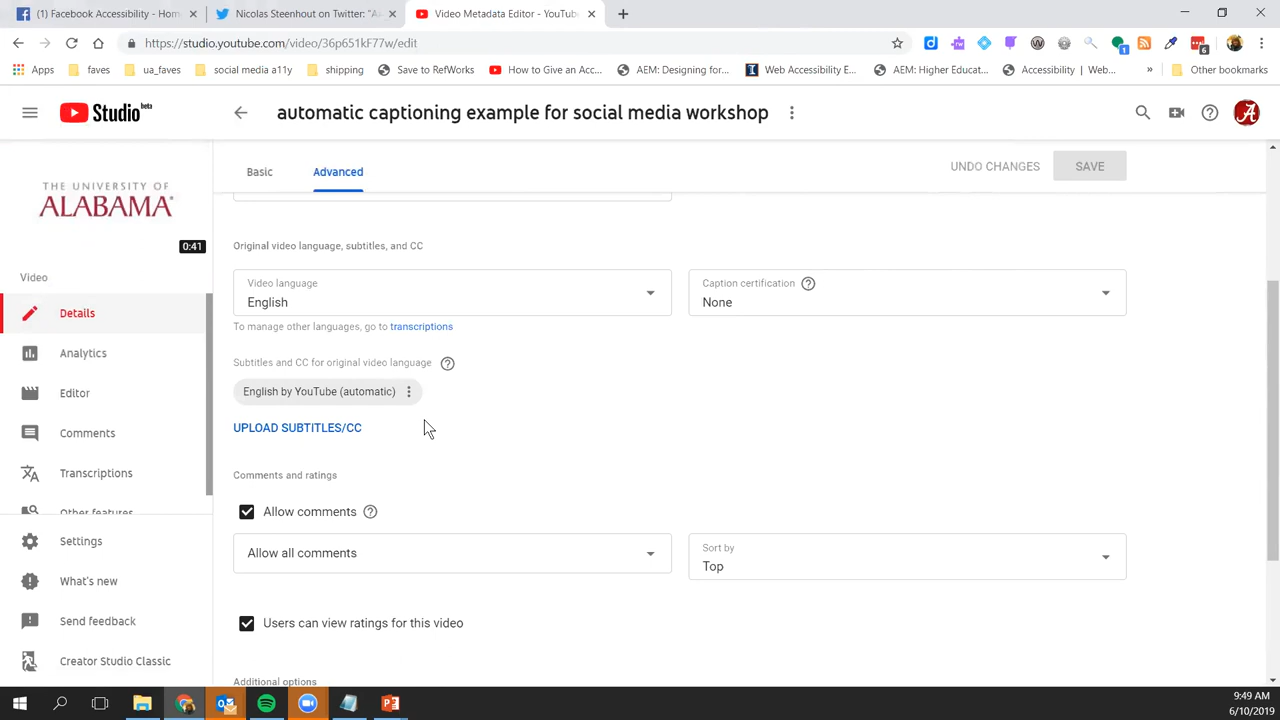 (1) Facebook Accessibility - Hom
Nicolas Steenhout on Twitter: "A
Video Metadata Editor - YouTube
https://studio.youtube.com/video/36p651kF77w/edit
Apps
faves
ua_faves
social media a11y
shipping
Save to RefWorks
How to Give an Acc...
AEM: Designing for...
Web Accessibility E...
AEM: Higher Educat...
Accessibility | Web...
Other bookmarks
Studio beta
automatic captioning example for social media workshop
THE UNIVERSITY OF
ALABAMA®
0:41
Video
Details
Analytics
Editor
Comments
Transcriptions
Other features
Settings
What's new
Send feedback
Creator Studio Classic
Basic
Advanced
UNDO CHANGES
SAVE
Original video language, subtitles, and CC
Video language
English
Caption certification
None
To manage other languages, go to transcriptions
Subtitles and CC for original video language
English by YouTube (automatic)
UPLOAD SUBTITLES/CC
Comments and ratings
Allow comments
Allow all comments
Sort by
Top
Users can view ratings for this video
Additional options
9:49 AM
6/10/2019